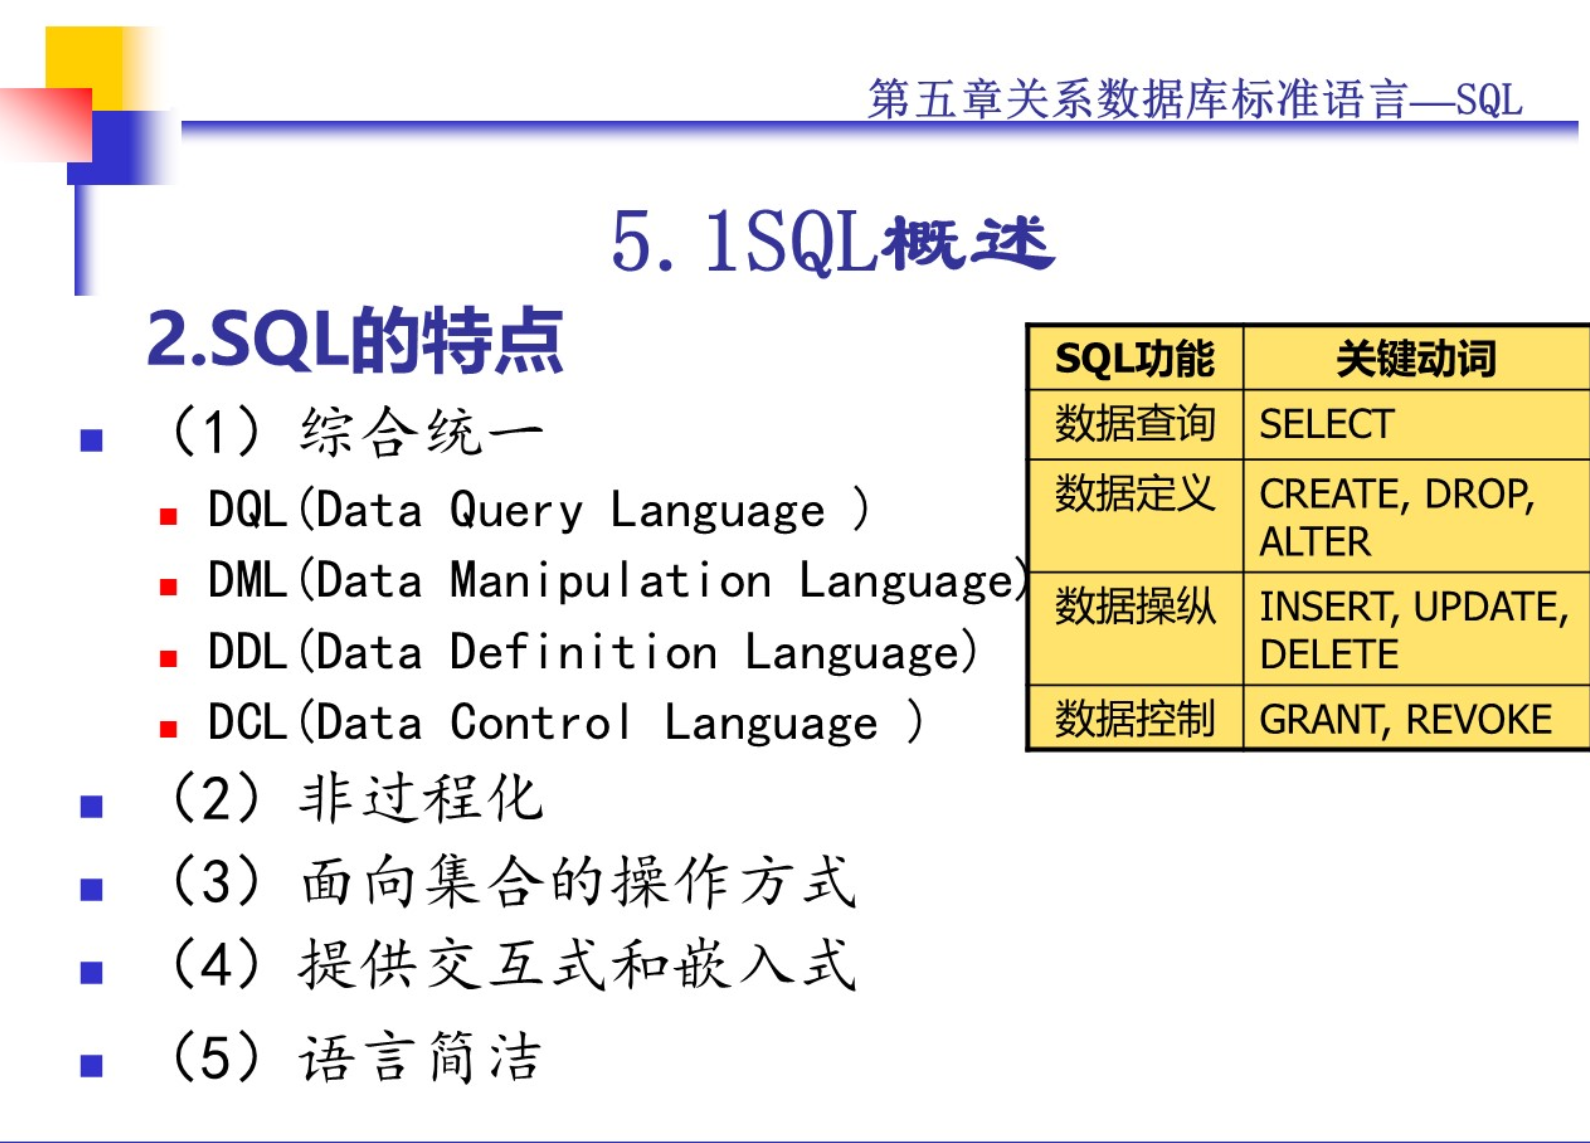 第五章关系数据库标准语言—SQL
5.1SQL概述
2.SQL的特点
（1）综合统一
DQL(Data Query Language )
DML(Data Manipulation Language)
DDL(Data Definition Language)
DCL(Data Control Language )
（2）非过程化
（3）面向集合的操作方式
（4）提供交互式和嵌入式
（5）语言简洁
SQL功能 关键动词
数据查询 SELECT
数据定义 CREATE, DROP,
ALTER
数据操纵 INSERT, UPDATE,
DELETE
数据控制 GRANT, REVOKE